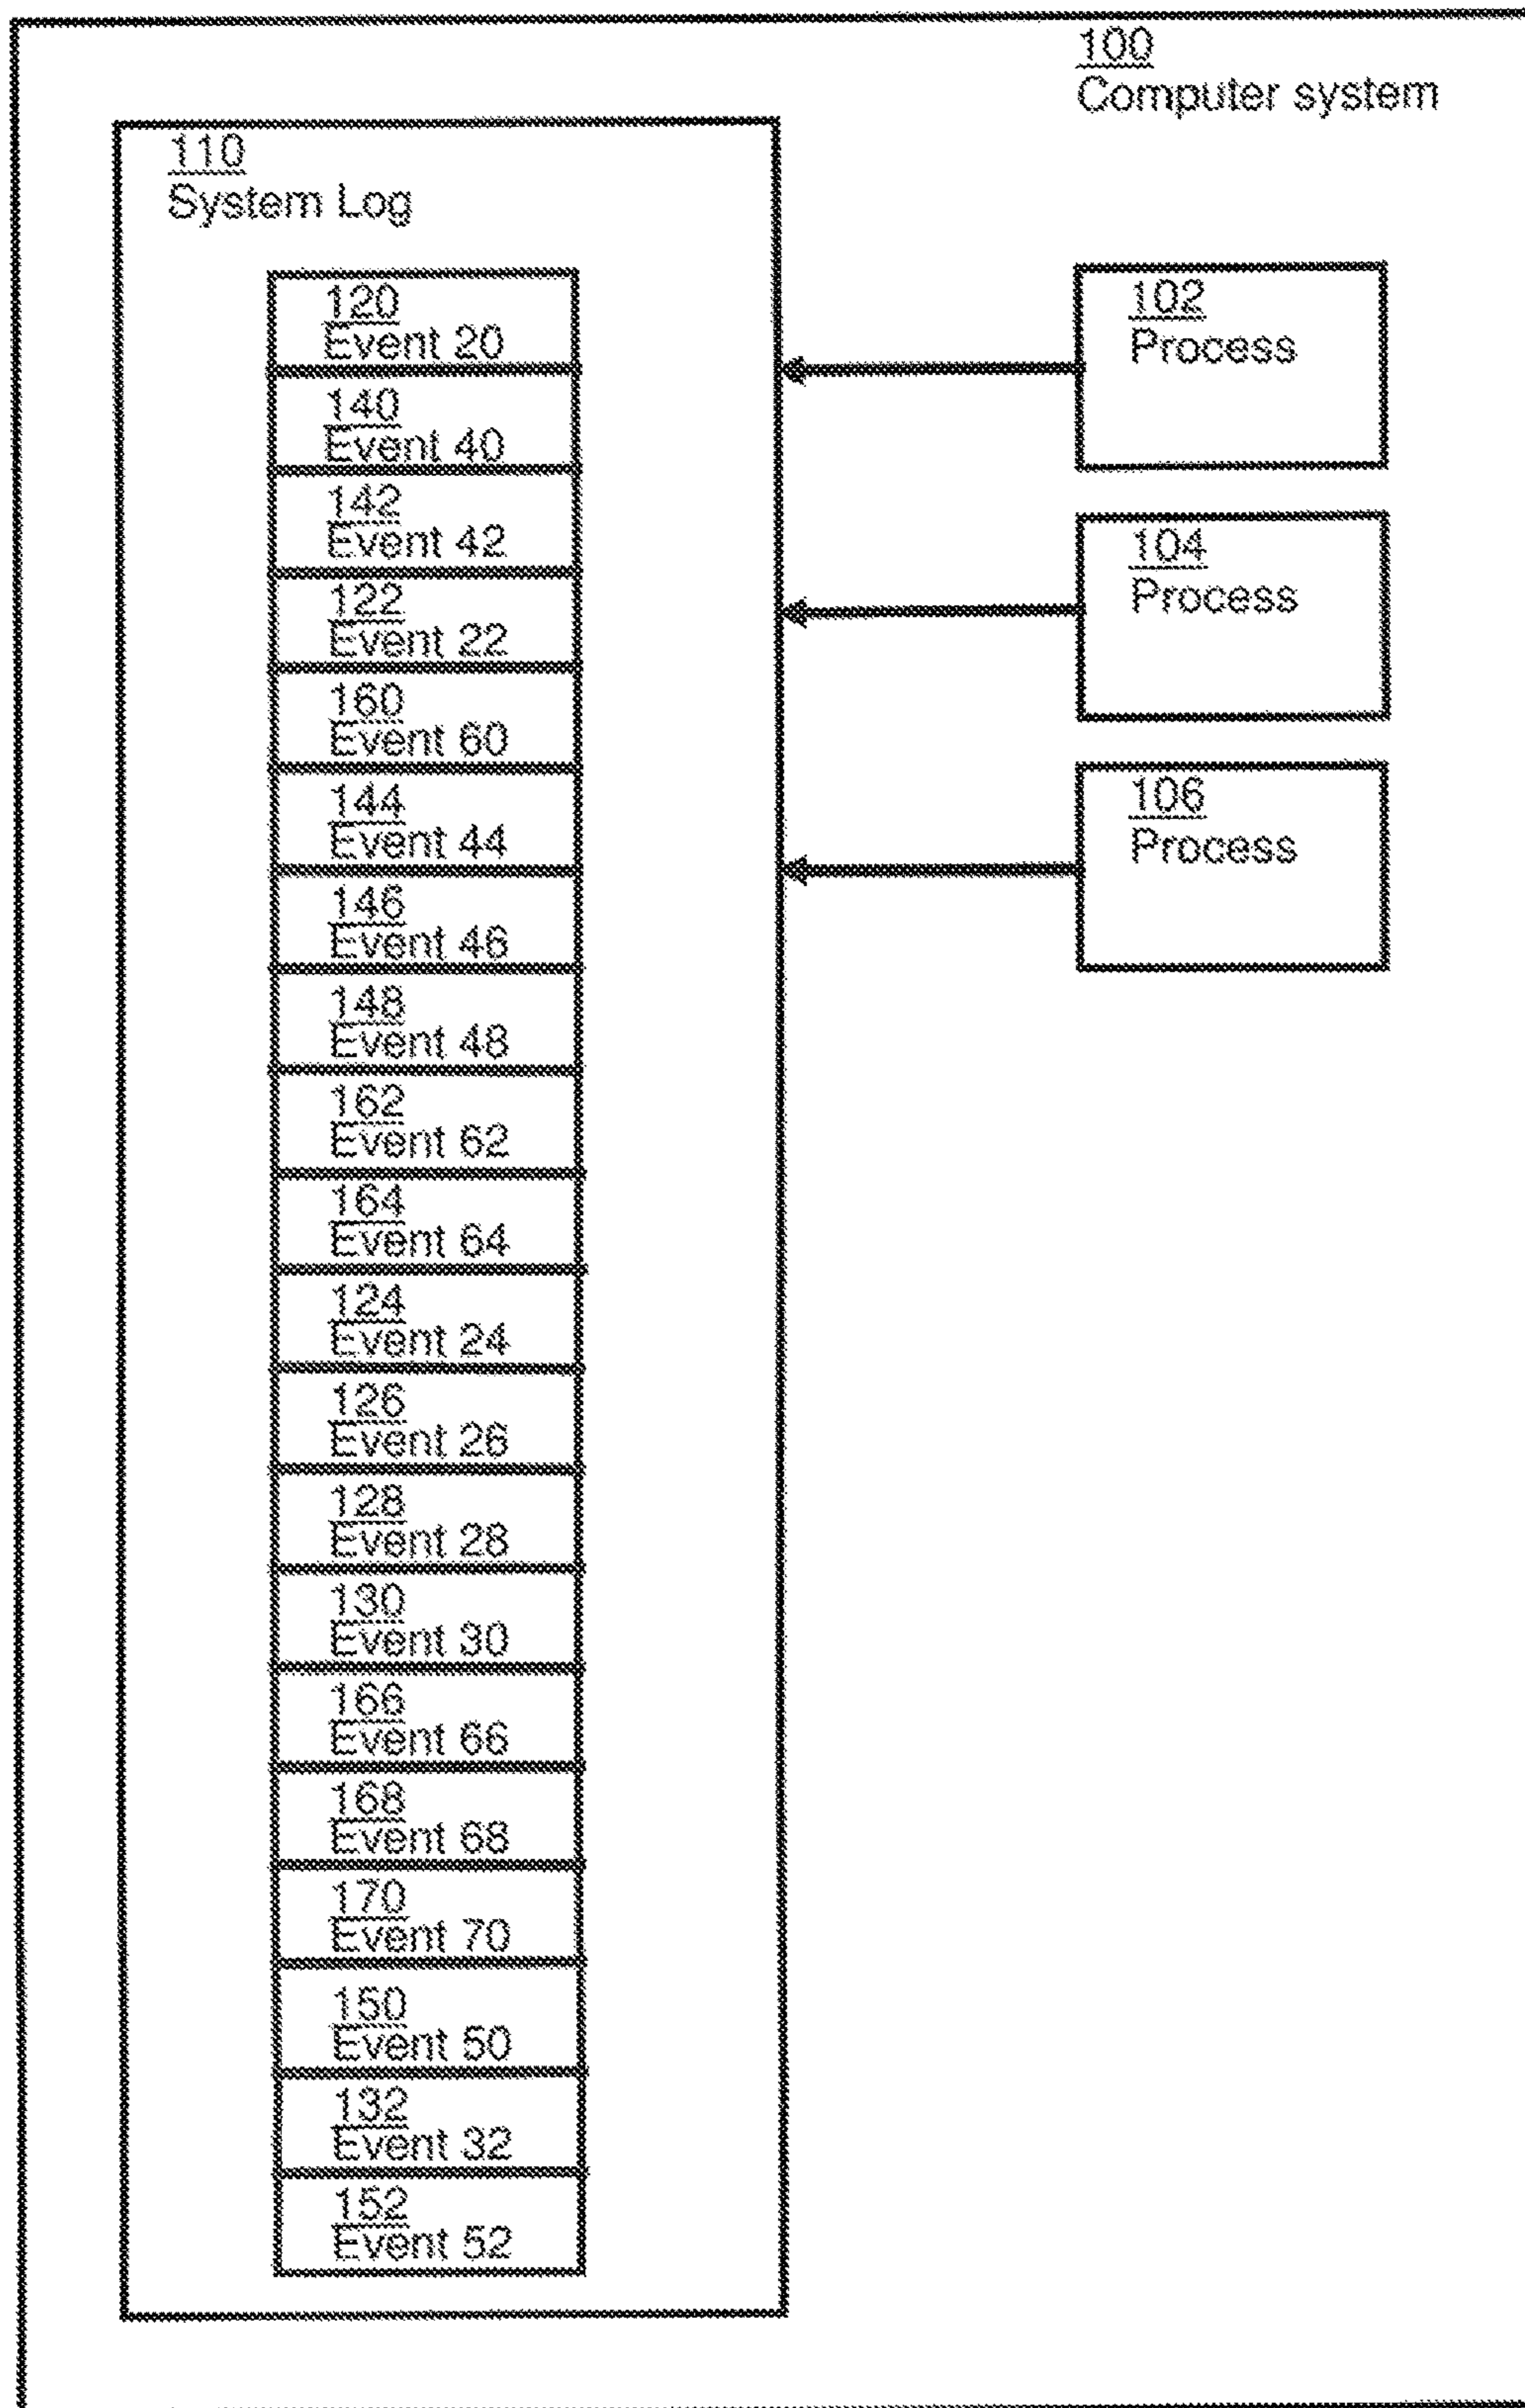 100
Computer system
110
System Log
120
Event 20
140
Event 40
142
Event 42
122
Event 22
160
Event 60
144
Event 44
146
Event 46
148
Event 48
162
Event 62
164
Event 64
124
Event 24
126
Event 26
128
Event 28
130
Event 30
166
Event 66
168
Event 68
170
Event 70
150
Event 50
132
Event 32
152
Event 52
102
Process
104
Process
106
Process